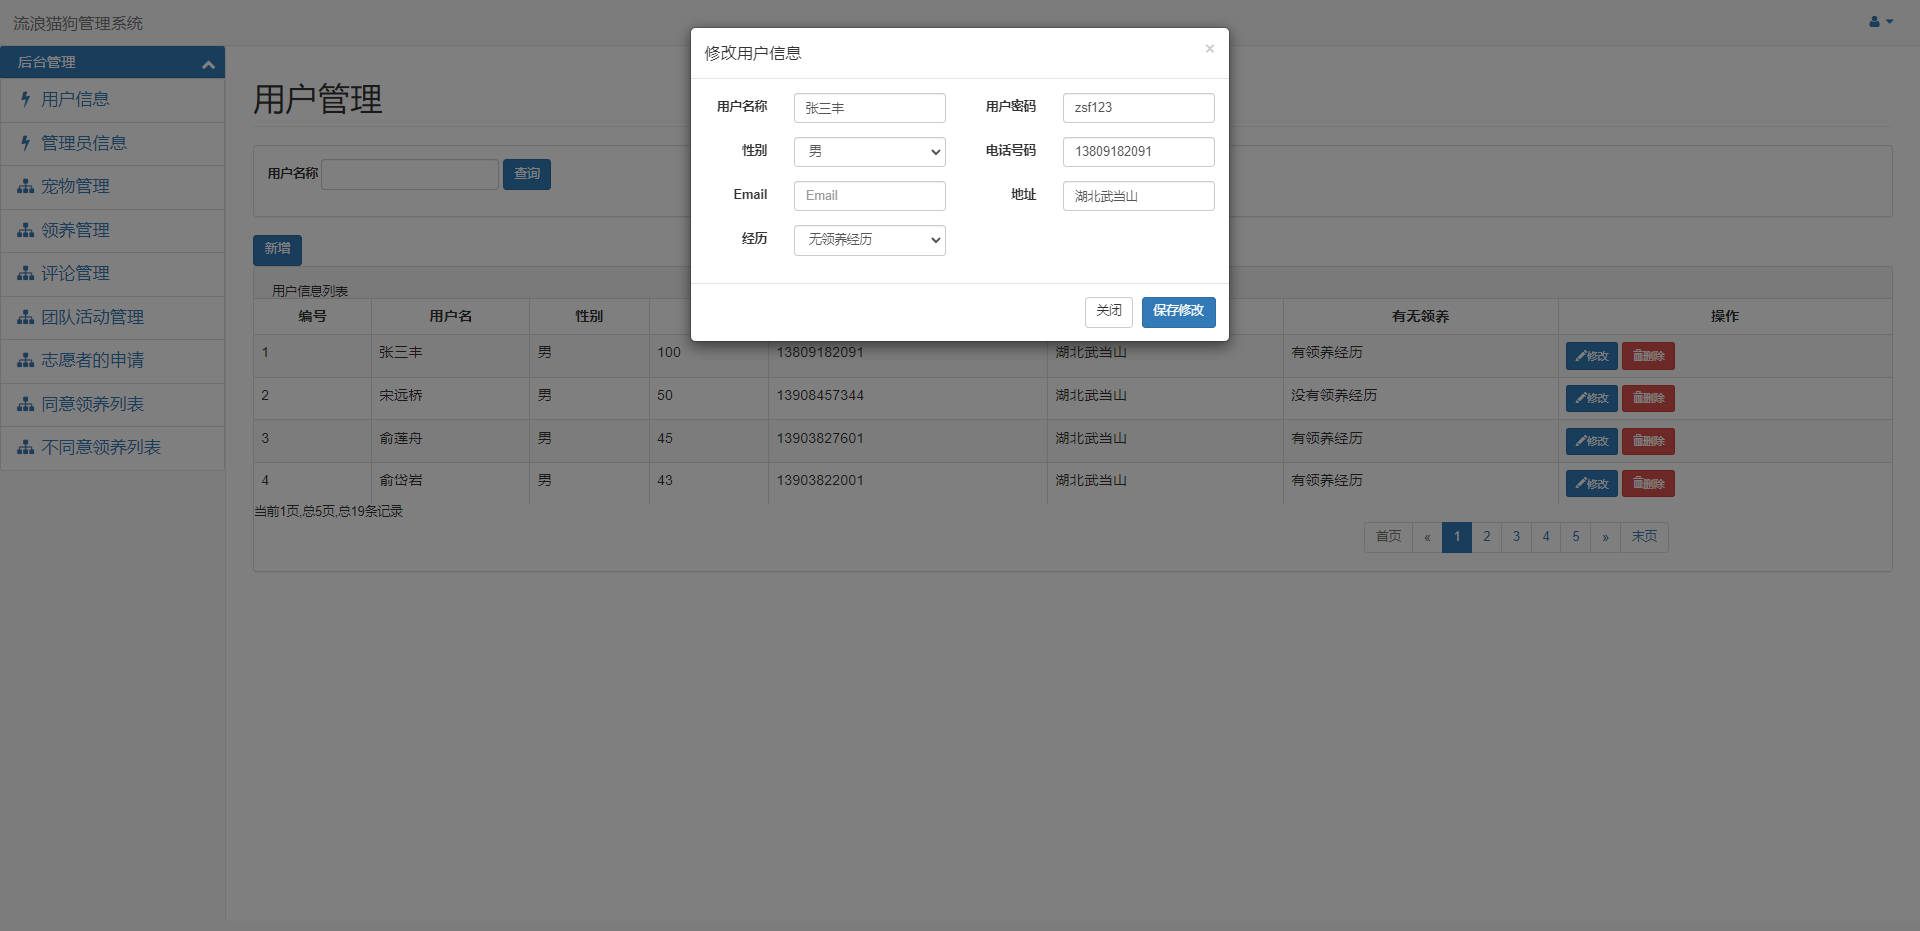 流浪猫狗管理系统
后台管理
用户信息
管理员信息
宠物管理
领养管理
评论管理
团队活动管理
志愿者的申请
同意领养列表
不同意领养列表
用户管理
用户名称 查询
新增
用户信息列表
编号 用户名 性别 有无领养 操作
1 张三丰 男 100 13809182091 湖北武当山 有领养经历 修改 删除
2 宋远桥 男 50 13908457344 湖北武当山 没有领养经历 修改 删除
3 俞莲舟 男 45 13903827601 湖北武当山 有领养经历 修改 删除
4 俞岱岩 男 43 13903822001 湖北武当山 有领养经历 修改 删除
当前1页,总5页,总19条记录
首页 « 1 2 3 4 5 » 末页
修改用户信息 ×
用户名称 张三丰 用户密码 zsf123
性别 男 电话号码 13809182091
Email Email 地址 湖北武当山
经历 无领养经历
关闭 保存修改